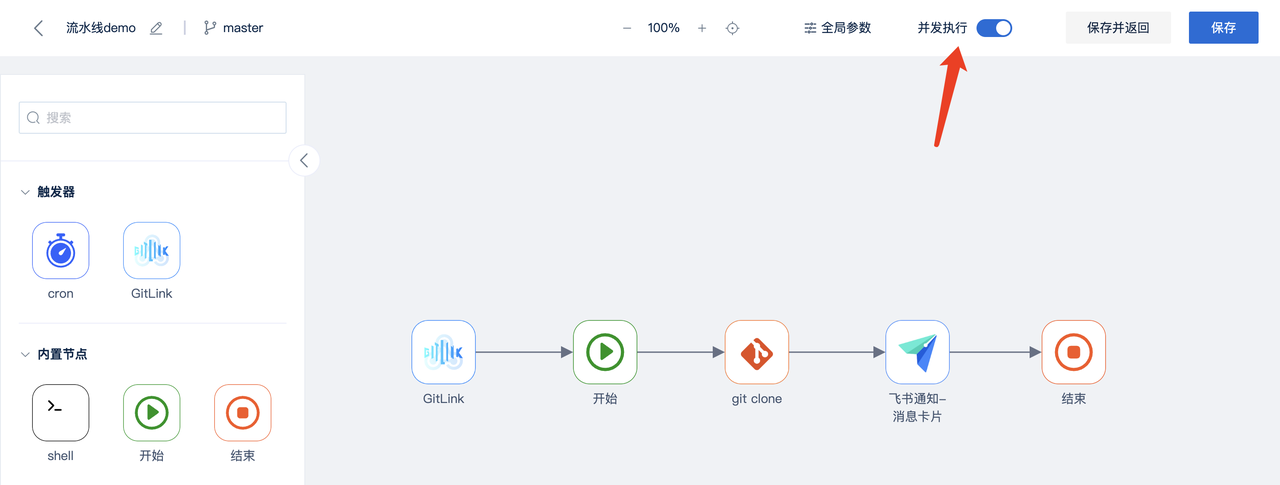 流水线demo
master
100%
全局参数
并发执行
保存并返回
保存
搜索
触发器
cron
GitLink
内置节点
shell
开始
结束
GITLINK
GitLink
开始
git clone
飞书通知-
消息卡片
结束